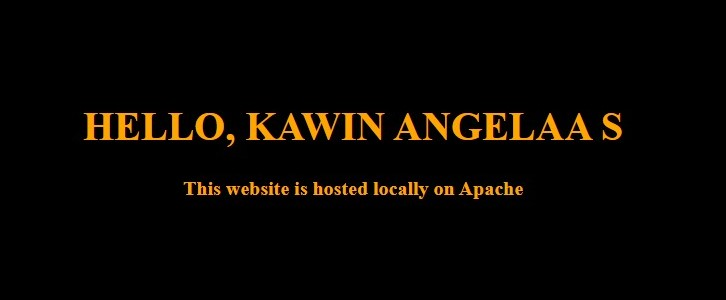 HELLO, KAWIN ANGELAA S
This website is hosted locally on Apache